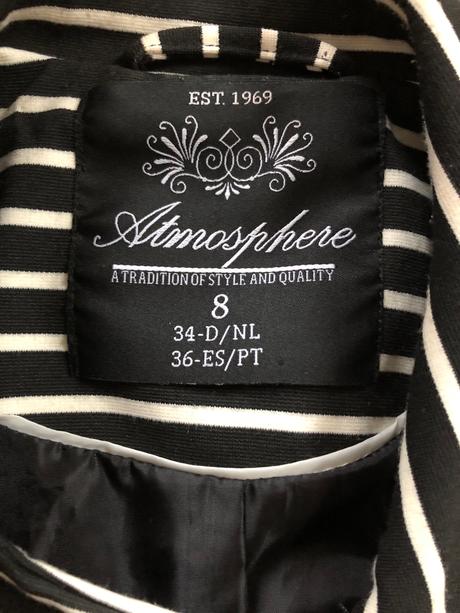 EST. 1969
Atmosphere
A TRADITION OF STYLE AND QUALITY
8
34-D/NL
36-ES/PT